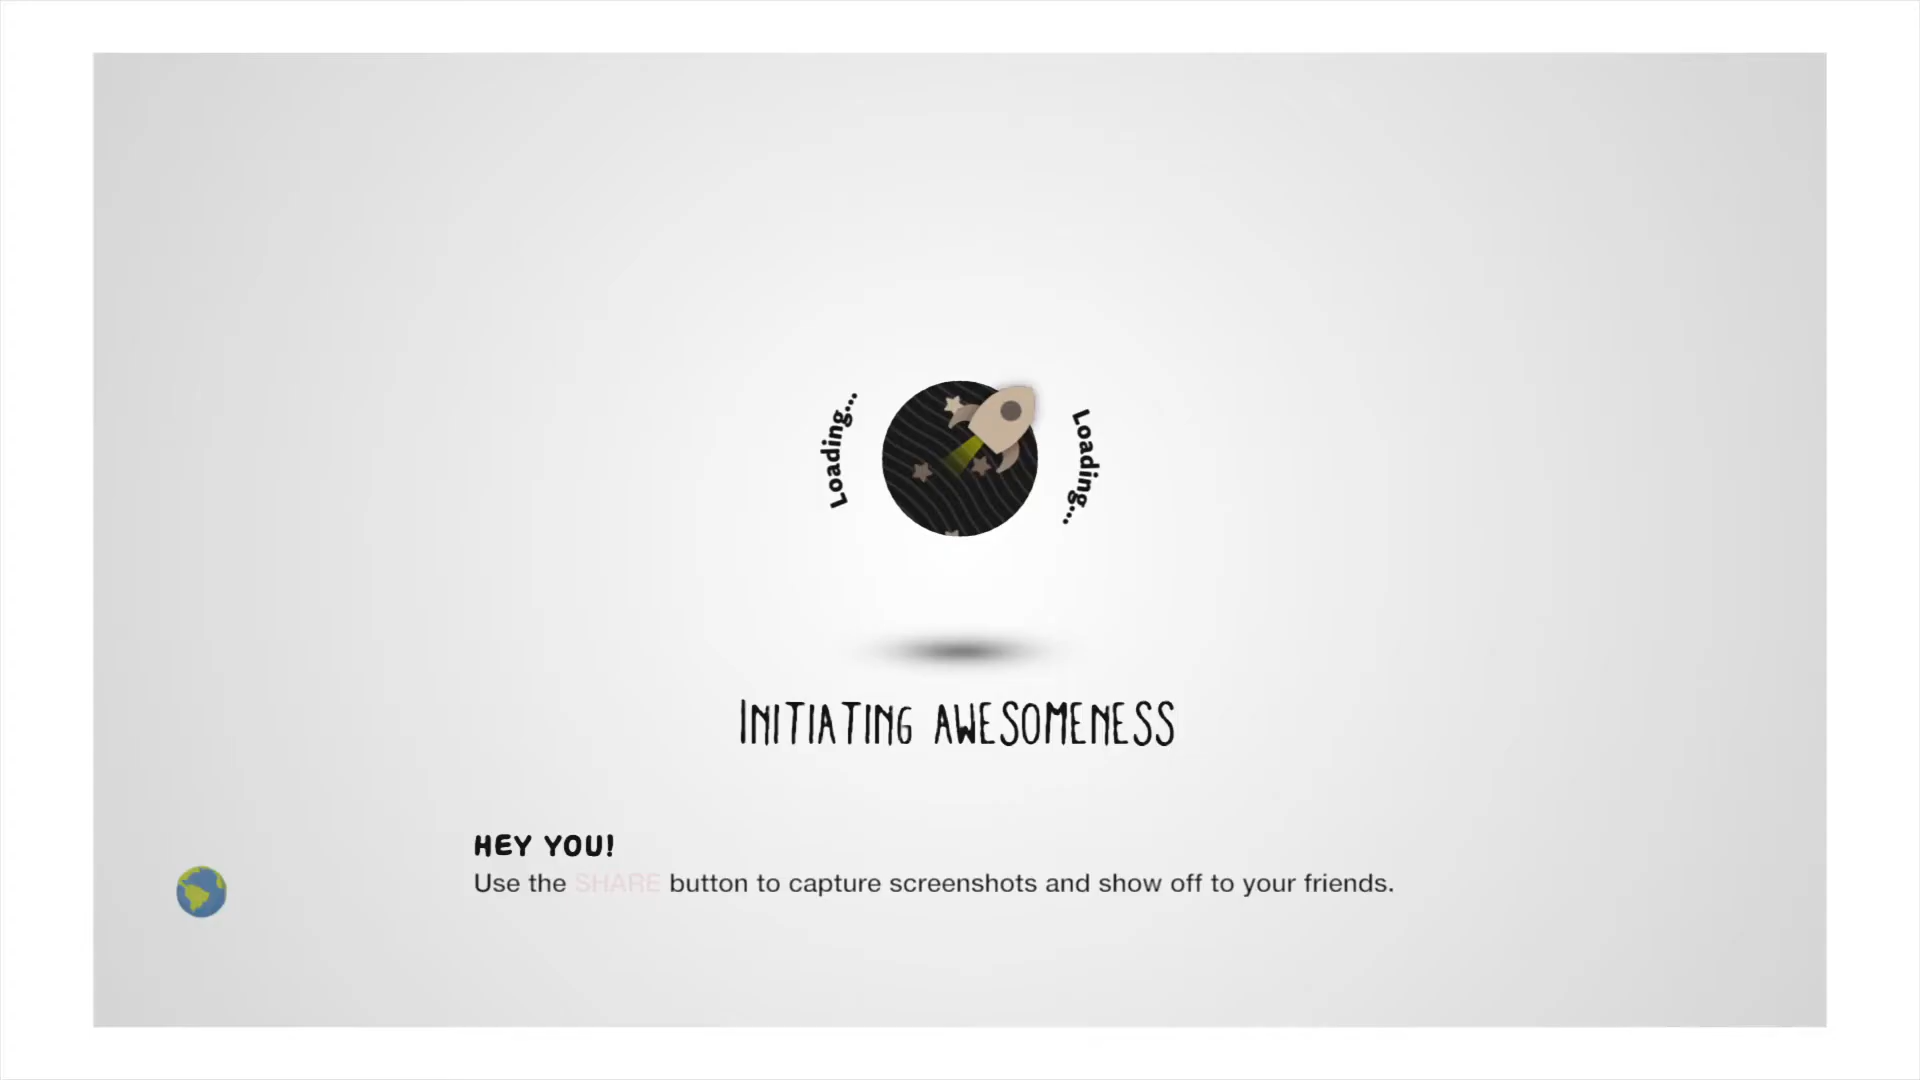 Loading...
Loading...
INITIATING AWESOMENESS
HEY YOU!
Use the SHARE button to capture screenshots and show off to your friends.